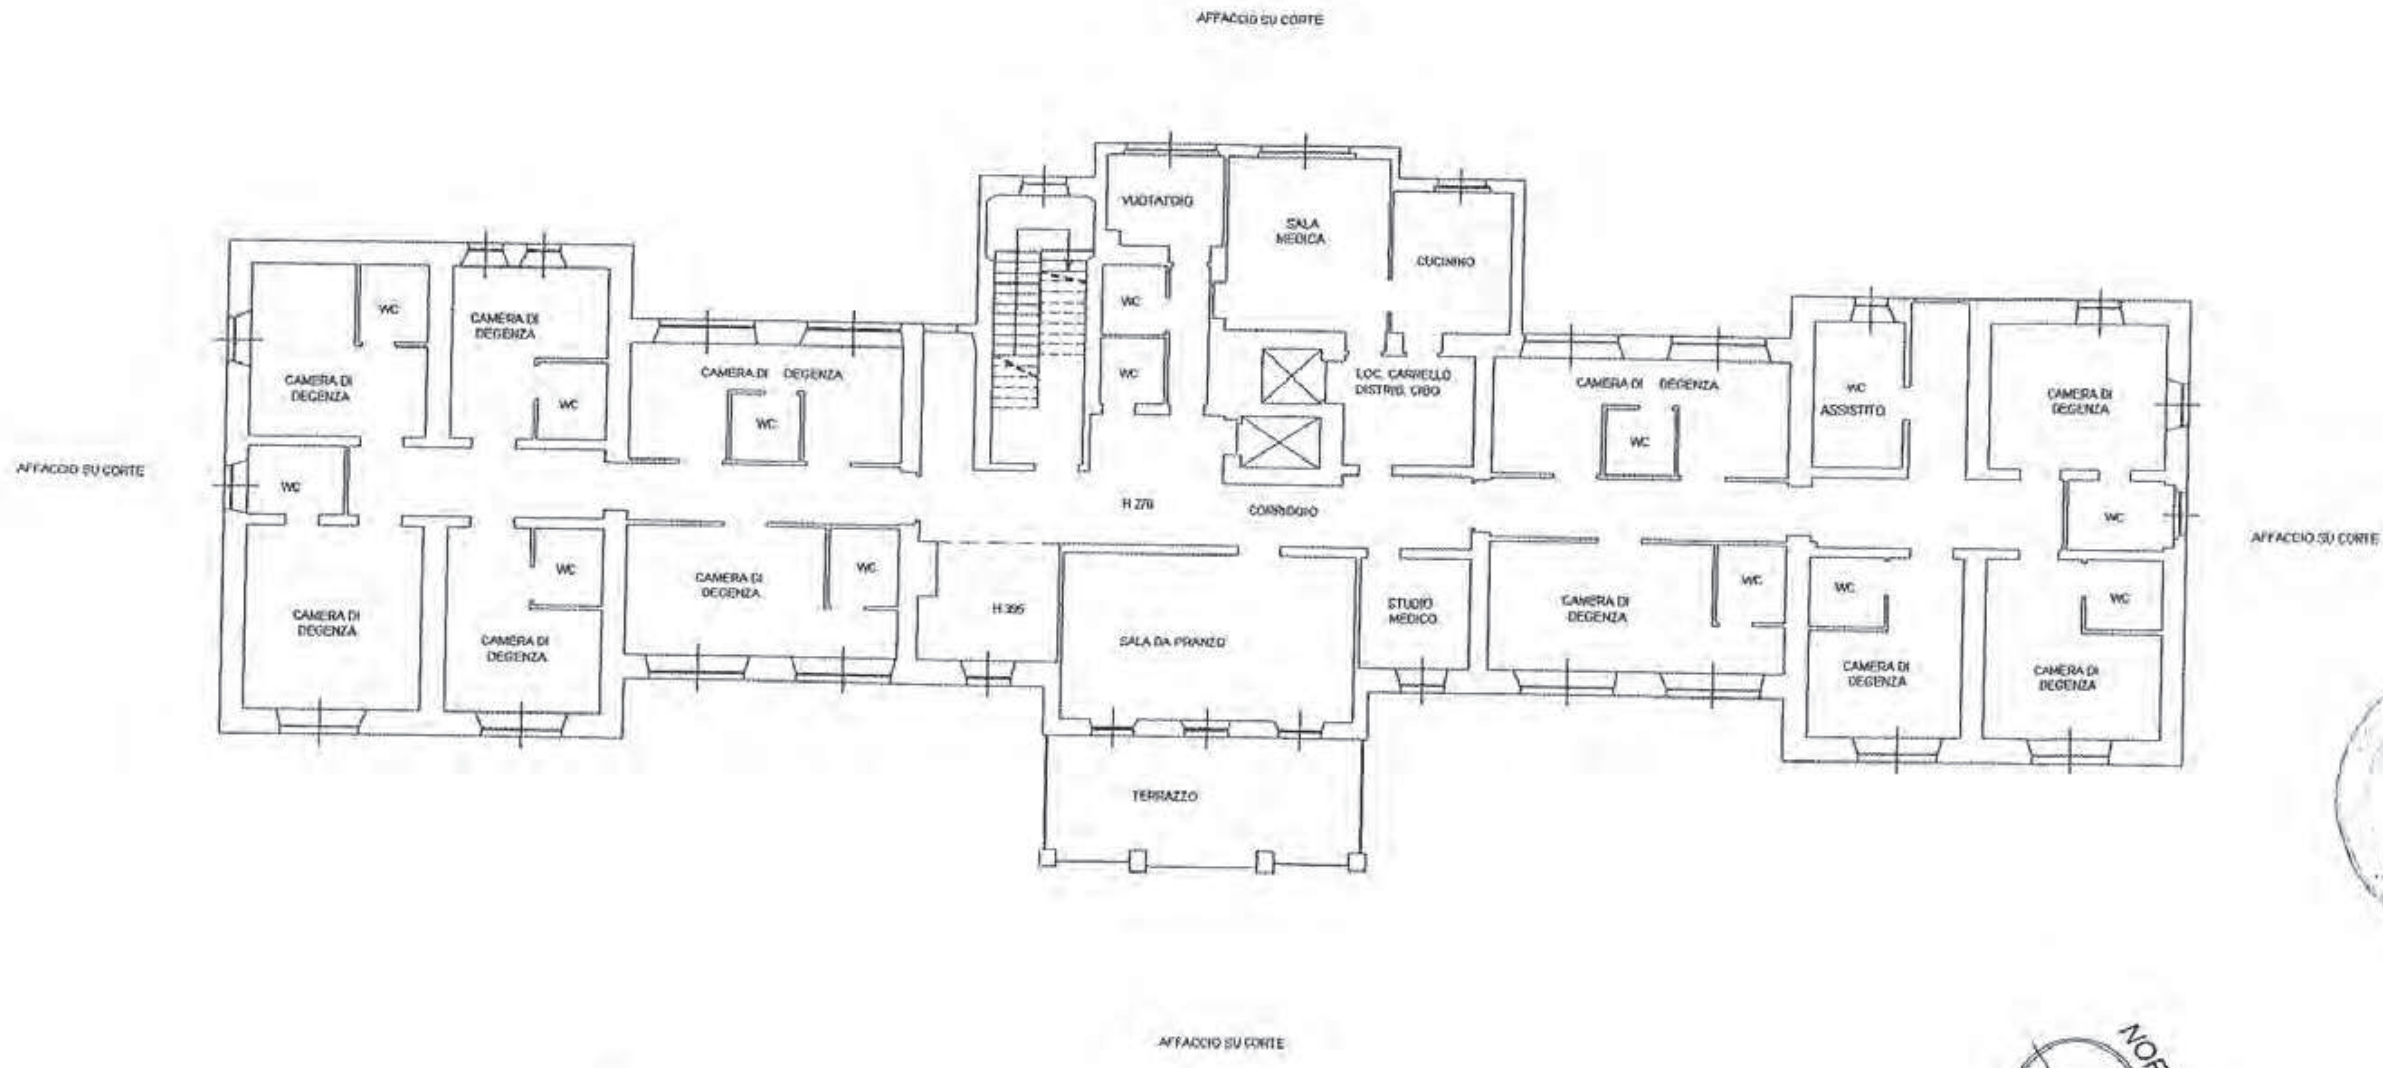 AFFACCIO SU CORTE
VUOTATOIO
SALA
MEDICA
CUCININO
WC
WC
CAMERA DI
DEGENZA
WC
CAMERA DI
DEGENZA
WC
CAMERA DI DEGENZA
WC
LOC. CARRELLO
DISTRIB. CIBO
CAMERA DI DEGENZA
WC
WC
ASSISTITO
CAMERA DI
DEGENZA
AFFACCIO SU CORTE
WC
H 276
CORRIDOIO
WC
AFFACCIO SU CORTE
CAMERA DI
DEGENZA
WC
CAMERA DI
DEGENZA
CAMERA DI
DEGENZA
WC
H 395
SALA DA PRANZO
STUDIO
MEDICO
CAMERA DI
DEGENZA
WC
WC
CAMERA DI
DEGENZA
WC
CAMERA DI
DEGENZA
TERRAZZO
AFFACCIO SU CORTE